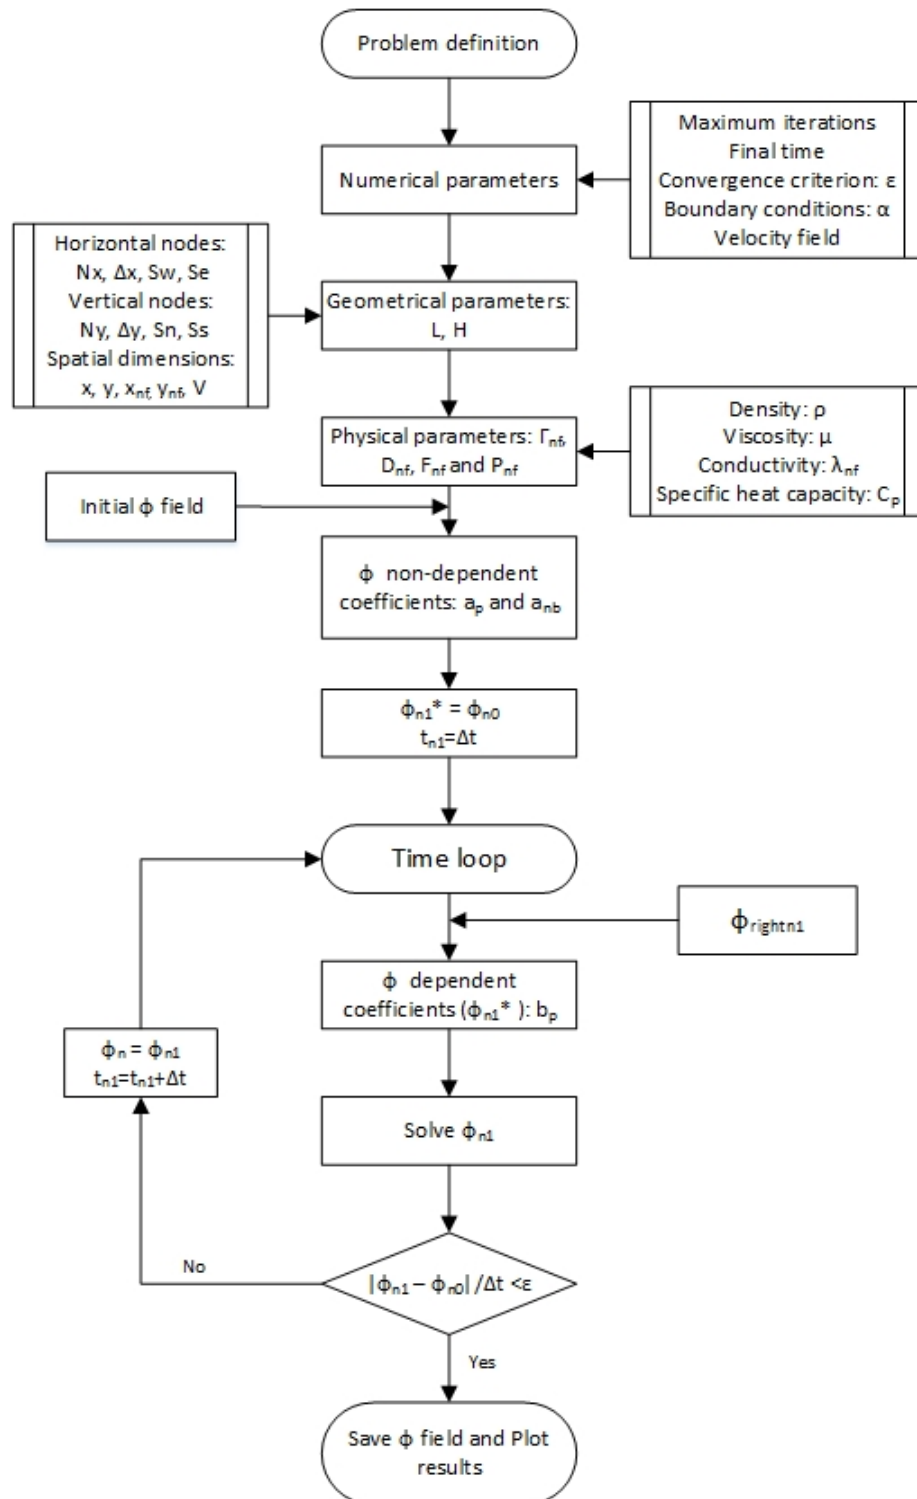 Problem definition
Maximum iterations
Final time
Convergence criterion: ε
Boundary conditions: α
Velocity field
Numerical parameters
Horizontal nodes:
Nx, Δx, Sw, Se
Vertical nodes:
Ny, Δy, Sn, Ss
Spatial dimensions:
x, y, xnf, ynf, V
Geometrical parameters:
L, H
Physical parameters: Γnf,
Dnf, Fnf and Pnf
Density: ρ
Viscosity: μ
Conductivity: λnf
Specific heat capacity: Cp
Initial ϕ field
ϕ non-dependent
coefficients: ap and anb
ϕn1* = ϕn0
tn1=Δt
Time loop
ϕrightn1
ϕ dependent
coefficients (ϕn1* ): bp
ϕn = ϕn1
tn1=tn1+Δt
Solve ϕn1
|ϕn1 – ϕn0| /Δt <ε
No
Yes
Save ϕ field and Plot
results